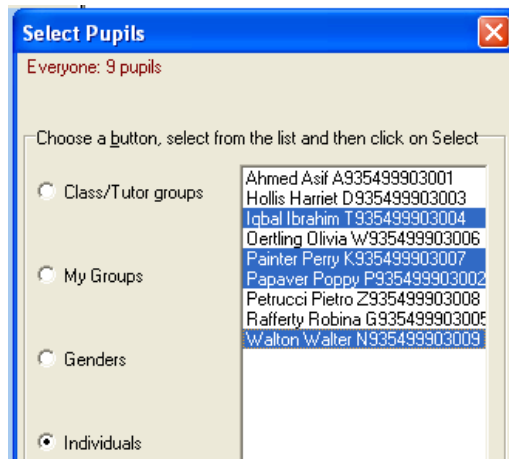 Select Pupils
Everyone: 9 pupils
Choose a button, select from the list and then click on Select
Class/Tutor groups
My Groups
Genders
Individuals
Ahmed Asif A935499903001
Hollis Harriet D935499903003
Iqbal Ibrahim T935499903004
Oertling Olivia W935499903006
Painter Perry K935499903007
Papaver Poppy P935499903002
Petrucci Pietro Z935499903008
Rafferty Robina G935499903005
Walton Walter N935499903009